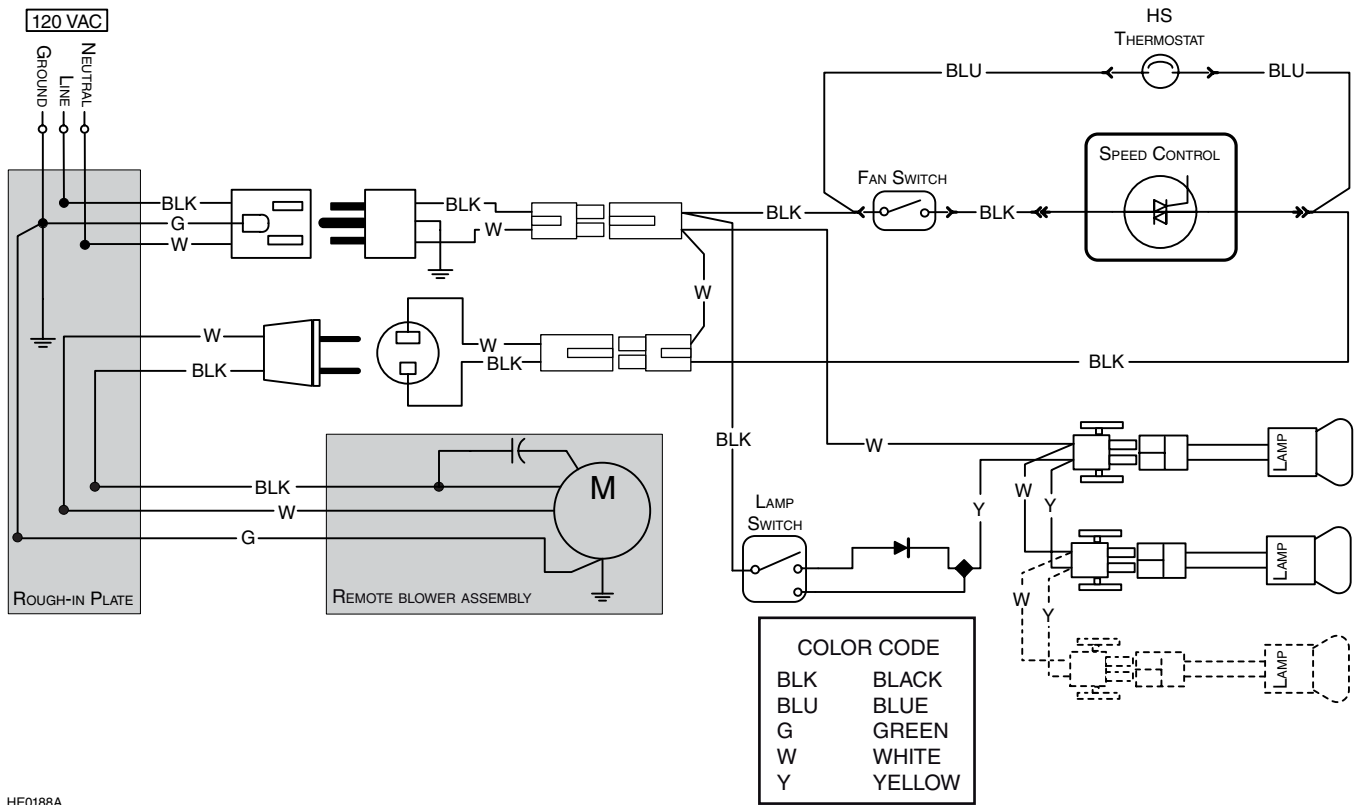 120 VAC
GROUND
LINE
NEUTRAL
HS
THERMOSTAT
BLU
BLU
SPEED CONTROL
FAN SWITCH
BLK
G
W
BLK
W
BLK
BLK
W
W
BLK
W
BLK
BLK
BLK
W
LAMP
BLK
W
G
M
LAMP
SWITCH
Y
W
Y
LAMP
ROUGH-IN PLATE
REMOTE BLOWER ASSEMBLY
W
Y
LAMP
COLOR CODE
BLK BLACK
BLU BLUE
G GREEN
W WHITE
Y YELLOW
HE0188A